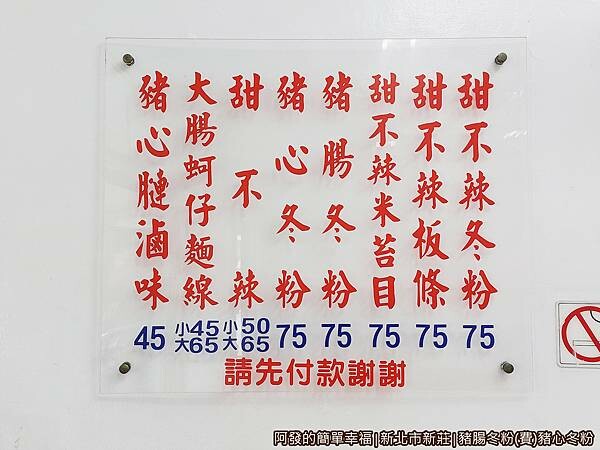 甜不辣冬粉 75
甜不辣板條 75
甜不辣米苔目 75
豬腸冬粉 75
豬心冬粉 75
甜不辣 小50 大65
大腸蚵仔麵線 小45 大65
豬心腱滷味 45
請先付款謝謝
阿發的簡單幸福|新北市新莊|豬腸冬粉(費)豬心冬粉